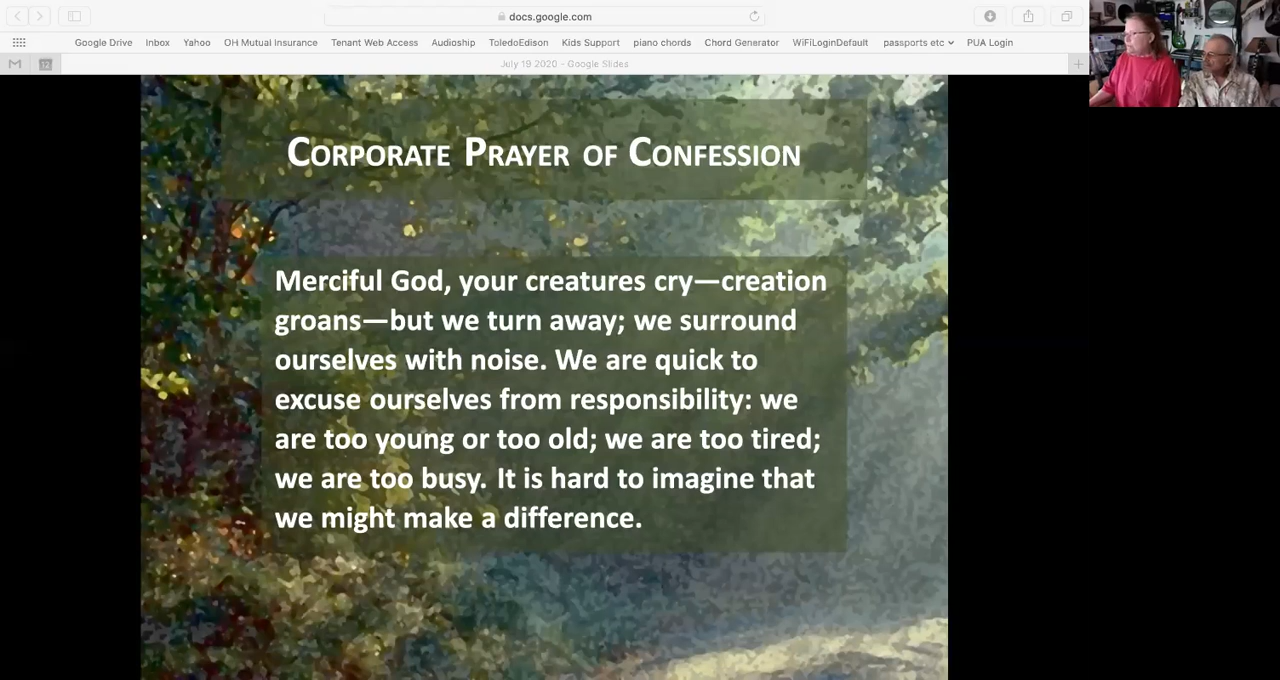 docs.google.com
Google Drive Inbox Yahoo OH Mutual Insurance Tenant Web Access Audioship ToledoEdison Kids Support piano chords Chord Generator WiFiLoginDefault passports etc PUA Login
July 19 2020 - Google Slides
CORPORATE PRAYER OF CONFESSION
Merciful God, your creatures cry—creation
groans—but we turn away; we surround
ourselves with noise. We are quick to
excuse ourselves from responsibility: we
are too young or too old; we are too tired;
we are too busy. It is hard to imagine that
we might make a difference.